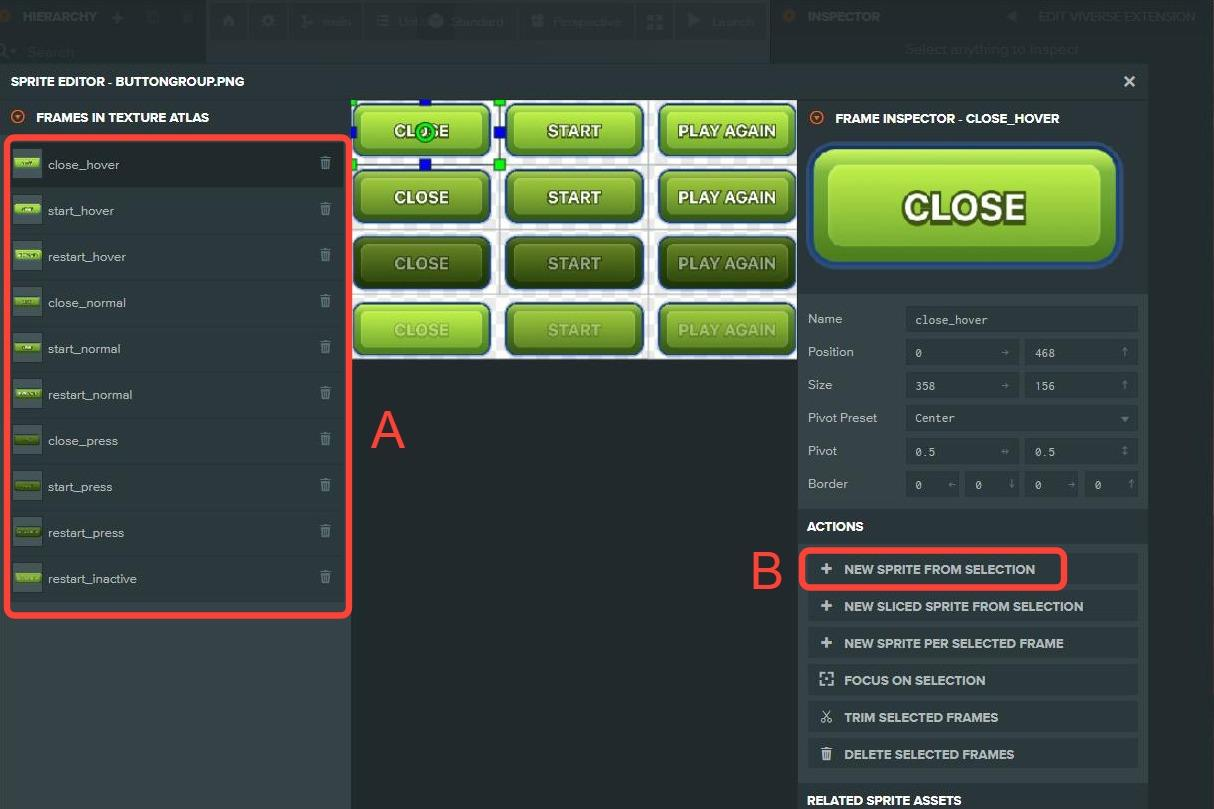 HIERARCHY
main
Standard
Perspective
Launch
INSPECTOR
EDIT VIVERSE EXTENSION
Search
Select anything to inspect
SPRITE EDITOR - BUTTONGROUP.PNG
FRAMES IN TEXTURE ATLAS
close_hover
start_hover
restart_hover
close_normal
start_normal
restart_normal
close_press
start_press
restart_press
restart_inactive
CLOSE START PLAY AGAIN
CLOSE START PLAY AGAIN
CLOSE START PLAY AGAIN
CLOSE START PLAY AGAIN
A
B
FRAME INSPECTOR - CLOSE_HOVER
CLOSE
Name close_hover
Position 0 468
Size 358 156
Pivot Preset Center
Pivot 0.5 0.5
Border 0 0 0 0
ACTIONS
NEW SPRITE FROM SELECTION
NEW SLICED SPRITE FROM SELECTION
NEW SPRITE PER SELECTED FRAME
FOCUS ON SELECTION
TRIM SELECTED FRAMES
DELETE SELECTED FRAMES
RELATED SPRITE ASSETS